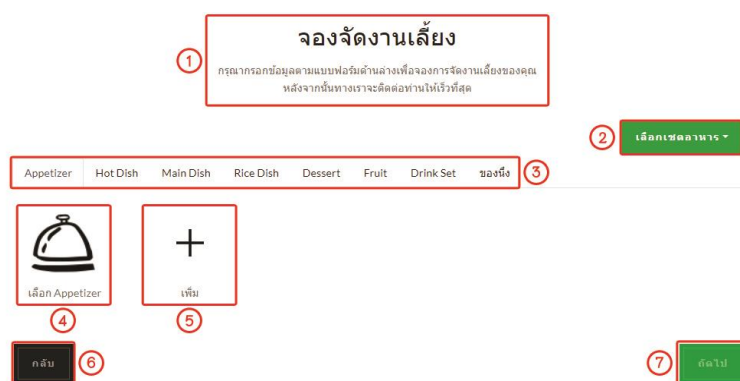 จองจัดงานเลี้ยง
① กรุณากรอกข้อมูลตามแบบฟอร์มด้านล่างเพื่อจองการจัดงานเลี้ยงของคุณ
หลังจากนั้นทางเราจะติดต่อท่านให้เร็วที่สุด
② เลือกเซตอาหาร
Appetizer Hot Dish Main Dish Rice Dish Dessert Fruit Drink Set ของนึ่ง ③
เลือก Appetizer เพิ่ม
④ ⑤
กลับ ⑥ ⑦ ถัดไป